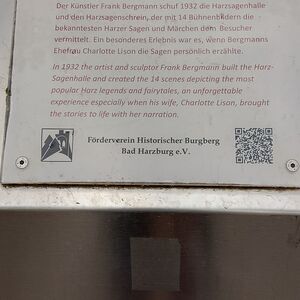 Der Künstler Frank Bergmann schuf 1932 die Harzsagenhalle
und den Harzsagenschrein, der mit 14 Bühnenbildern die
bekanntesten Harzer Sagen und Märchen dem Besucher
vermittelt. Ein besonderes Erlebnis war es, wenn Bergmanns
Ehefrau Charlotte Lison die Sagen persönlich erzählte.
In 1932 the artist and sculptor Frank Bergmann built the Harz-
Sagenhalle and created the 14 scenes depicting the most
popular Harz legends and fairytales, an unforgettable
experience especially when his wife, Charlotte Lison, brought
the stories to life with her narration.
Förderverein Historischer Burgberg
Bad Harzburg e.V.